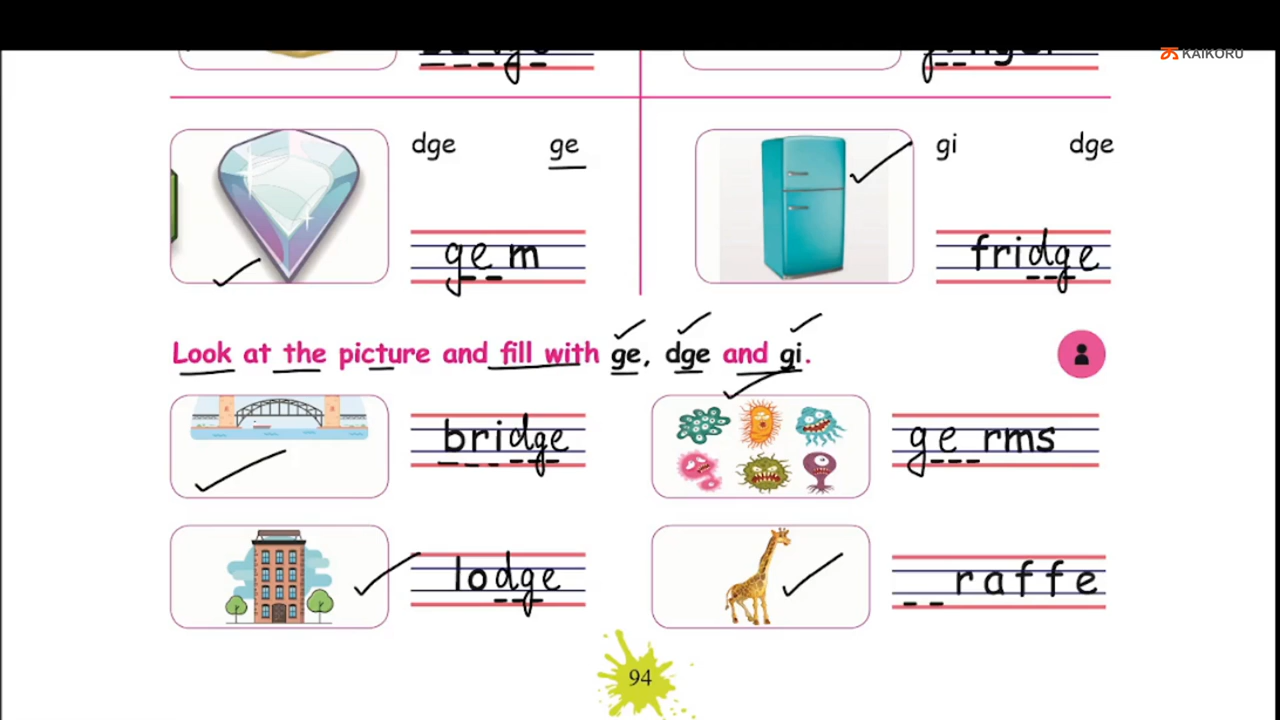 KAIKORU
dge ge
gem
gi dge
fridge
Look at the picture and fill with ge, dge and gi.
bridge
germs
lodge
_ _ raffe
94